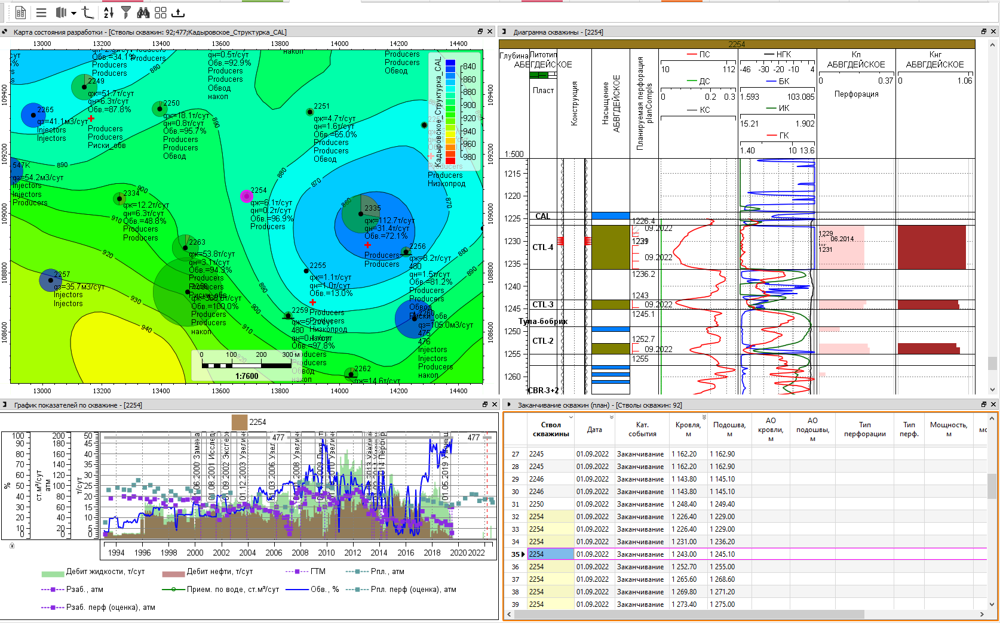 Карта состояния разработки - [Стволы скважин: 92;477;Кадыровское_Структурка_CAL]
13000 13200 13400 13600 13800 14000 14200 14400
109400
109200
109000
108800
108600
Обв.=34.1%
Producers
Producers
Producers
2249
qж=51.7т/сут
qн=6.3т/сут
Обв.=87.8%
Producers
Producers
Риски_обв
2265
qз=41.1м3/сут
Injectors
Injectors
qн=0.5т/сут
Обв.=92.9%
Producers
Producers
Producers
Обвод
накоп
накоп
Producers
Producers
Обвод
2250
qж=18.1т/сут
qн=0.8т/сут
Обв.=95.7%
Producers
Producers
Обвод
2251
qж=4.7т/сут
qн=1.6т/сут
Обв.=65.0%
Producers
Producers
Обвод
Producers
Producers
Низкопрод
547К
qз=54.2м3/сут
Injectors
Injectors
Producers
2334
qж=12.2т/сут
qн=6.3т/сут
Обв.=48.8%
Producers
Producers
2254
qж=6.1т/сут
qн=0.2т/сут
Обв.=96.9%
Producers
2335
qж=112.7т/сут
qн=31.4т/сут
Обв.=72.1%
Producers
Producers
2263
qж=53.8т/сут
qн=3.1т/сут
Обв.=94.3%
Producers
Producers
Обв.=100.0%
Producers
Producers
накоп
2256
qж=8.2т/сут
480
qн=1.5т/сут
Обв.=81.2%
Producers
Producers
Обвод
2255
qж=1.1т/сут
qн=1.0т/сут
Обв.=13.0%
Producers
Producers
Низкопрод
накоп
2257
qз=35.7м3/сут
Injectors
Injectors
2259
qж=5.2т/сут
480
qн=0.1т/сут
Обв.=97.8%
Producers
Producers
Обвод
накоп
2260
qз=105.0м3/сут
475
476
Injectors
Injectors
Producers
накоп
2262
qж=14.6т/сут
880
890
890
900
910
920
930
940
860
870
860
870
880
890
890
900
910
920
Кадыровское_Структурка_CAL
840
860
880
900
920
940
960
980
0 100 200 300 м
1:7600
13000 13200 13400 13600 13800 14000 14200 14400
Диаграмма скважины - [2254]
2254
Глубина
1:500
Литотип
АБВГДЕЙСКОЕ
Пласт
Конструкция
Насыщение
АБВГДЕЙСКОЕ
Планируемая перфорация
planCompls
ПС
10 112
ДС
0 0.2 0.3
КС
НГК
-46 -30 -20 -10 4
БК
1.593 103.085
ИК
15.21 1.902
ГК
1.40 10 13.6
Кп
АБВГДЕЙСКОЕ
0 0.37
Перфорация
Кнг
АБВГДЕЙСКОЕ
0 1.06
1215
1220
1225
1230
1235
1240
1245
1250
1255
1260
CAL
CTL-4
CTL-3
Тула-бобрик
CTL-2
CBR-3+2
1226.4
09.2022
09.2022
1236.2
1243
09.2022
1245.1
1252.7
09.2022
1255
1229
06.2014
1231
График показателей по скважине - [2254]
2254
%
100
90
80
70
60
50
40
30
20
10
0
ст.м³/сут
атм
200
180
160
140
120
100
80
60
40
20
0
т/сут
50
45
40
35
30
25
20
15
10
5
0
477 477
01.06.2000 Замена
01.08.2001 Исслед
01.09.2002 Экспер
01.12.2003 Увеличе
01.03.2006 Увел
01.01.2008 Увеличе
01.05.2019
1994 1996 1998 2000 2002 2004 2006 2008 2010 2012 2014 2016 2018 2020 2022
Дебит жидкости, т/сут Дебит нефти, т/сут ГТМ Рпл., атм
Рзаб., атм Прием. по воде, ст.м³/сут Обв., % Рпл. перф (оценка), атм
Рзаб. перф (оценка), атм
Заканчивание скважин (план) - [Стволы скважин: 92]
Ствол скважины Дата Кат. события Кровля, м Подошва, м АО кровли, м АО подошвы, м Тип перфорации Тип перф. Мощность, м
27 2245 01.09.2022 Заканчивание 1 162.20 1 162.90
28 2245 01.09.2022 Заканчивание 1 162.20 1 162.90
29 2246 01.09.2022 Заканчивание 1 143.80 1 145.10
30 2246 01.09.2022 Заканчивание 1 143.80 1 145.10
31 2250 01.09.2022 Заканчивание 1 248.40 1 249.40
32 2254 01.09.2022 Заканчивание 1 226.40 1 229.00
33 2254 01.09.2022 Заканчивание 1 226.40 1 229.00
34 2254 01.09.2022 Заканчивание 1 231.00 1 236.20
35 2254 01.09.2022 Заканчивание 1 243.00 1 245.10
36 2254 01.09.2022 Заканчивание 1 252.70 1 255.00
37 2254 01.09.2022 Заканчивание 1 265.60 1 268.60
38 2254 01.09.2022 Заканчивание 1 269.80 1 271.20
39 2254 01.09.2022 Заканчивание 1 273.40 1 275.00